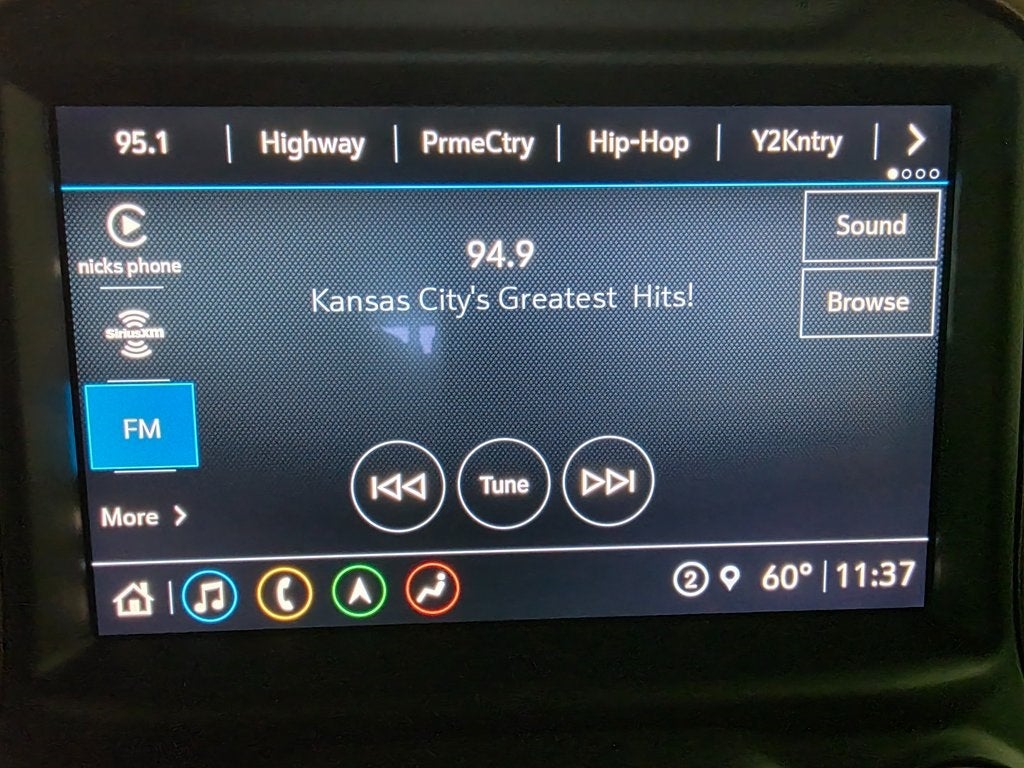 95.1 | Highway | PrmeCtry | Hip-Hop | Y2Kntry |
nicks phone
94.9
Kansas City's Greatest Hits!
Sound
Browse
SiriusXM
FM
Tune
More
2 60° | 11:37